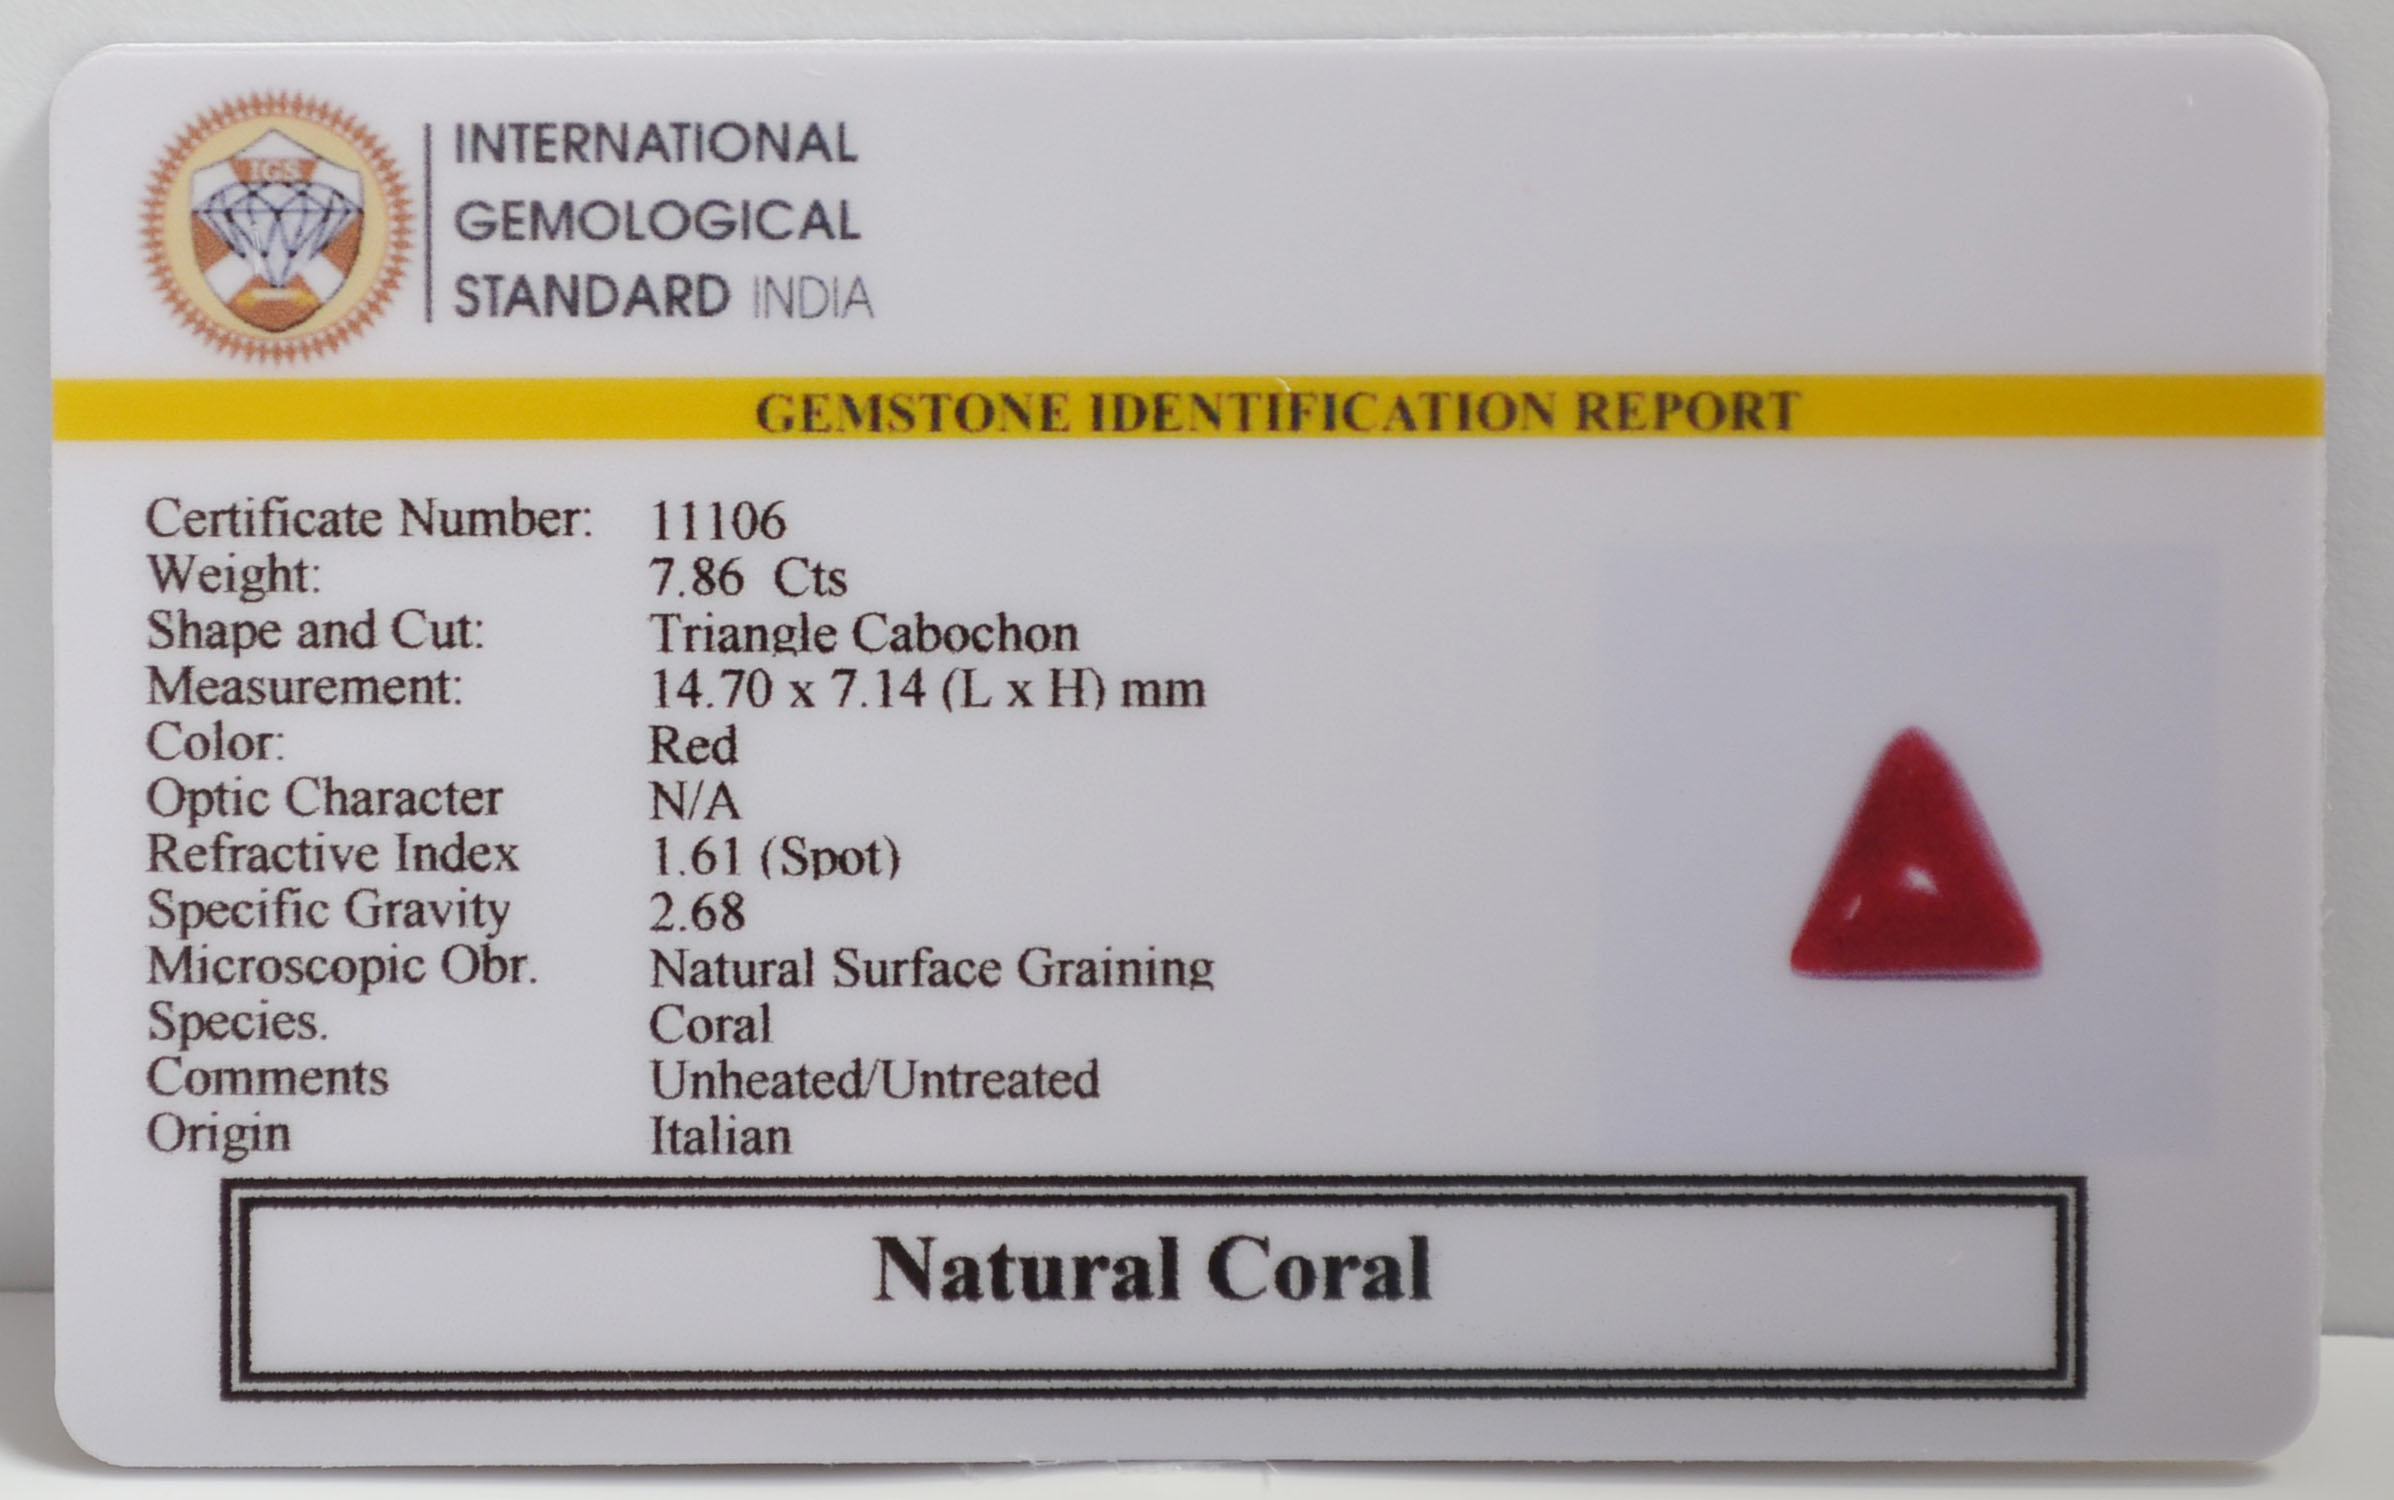 IGS
INTERNATIONAL
GEMOLOGICAL
STANDARD INDIA
GEMSTONE IDENTIFICATION REPORT
Certificate Number: 11106
Weight: 7.86 Cts
Shape and Cut: Triangle Cabochon
Measurement: 14.70 x 7.14 (L x H) mm
Color: Red
Optic Character N/A
Refractive Index 1.61 (Spot)
Specific Gravity 2.68
Microscopic Obr. Natural Surface Graining
Species. Coral
Comments Unheated/Untreated
Origin Italian
Natural Coral